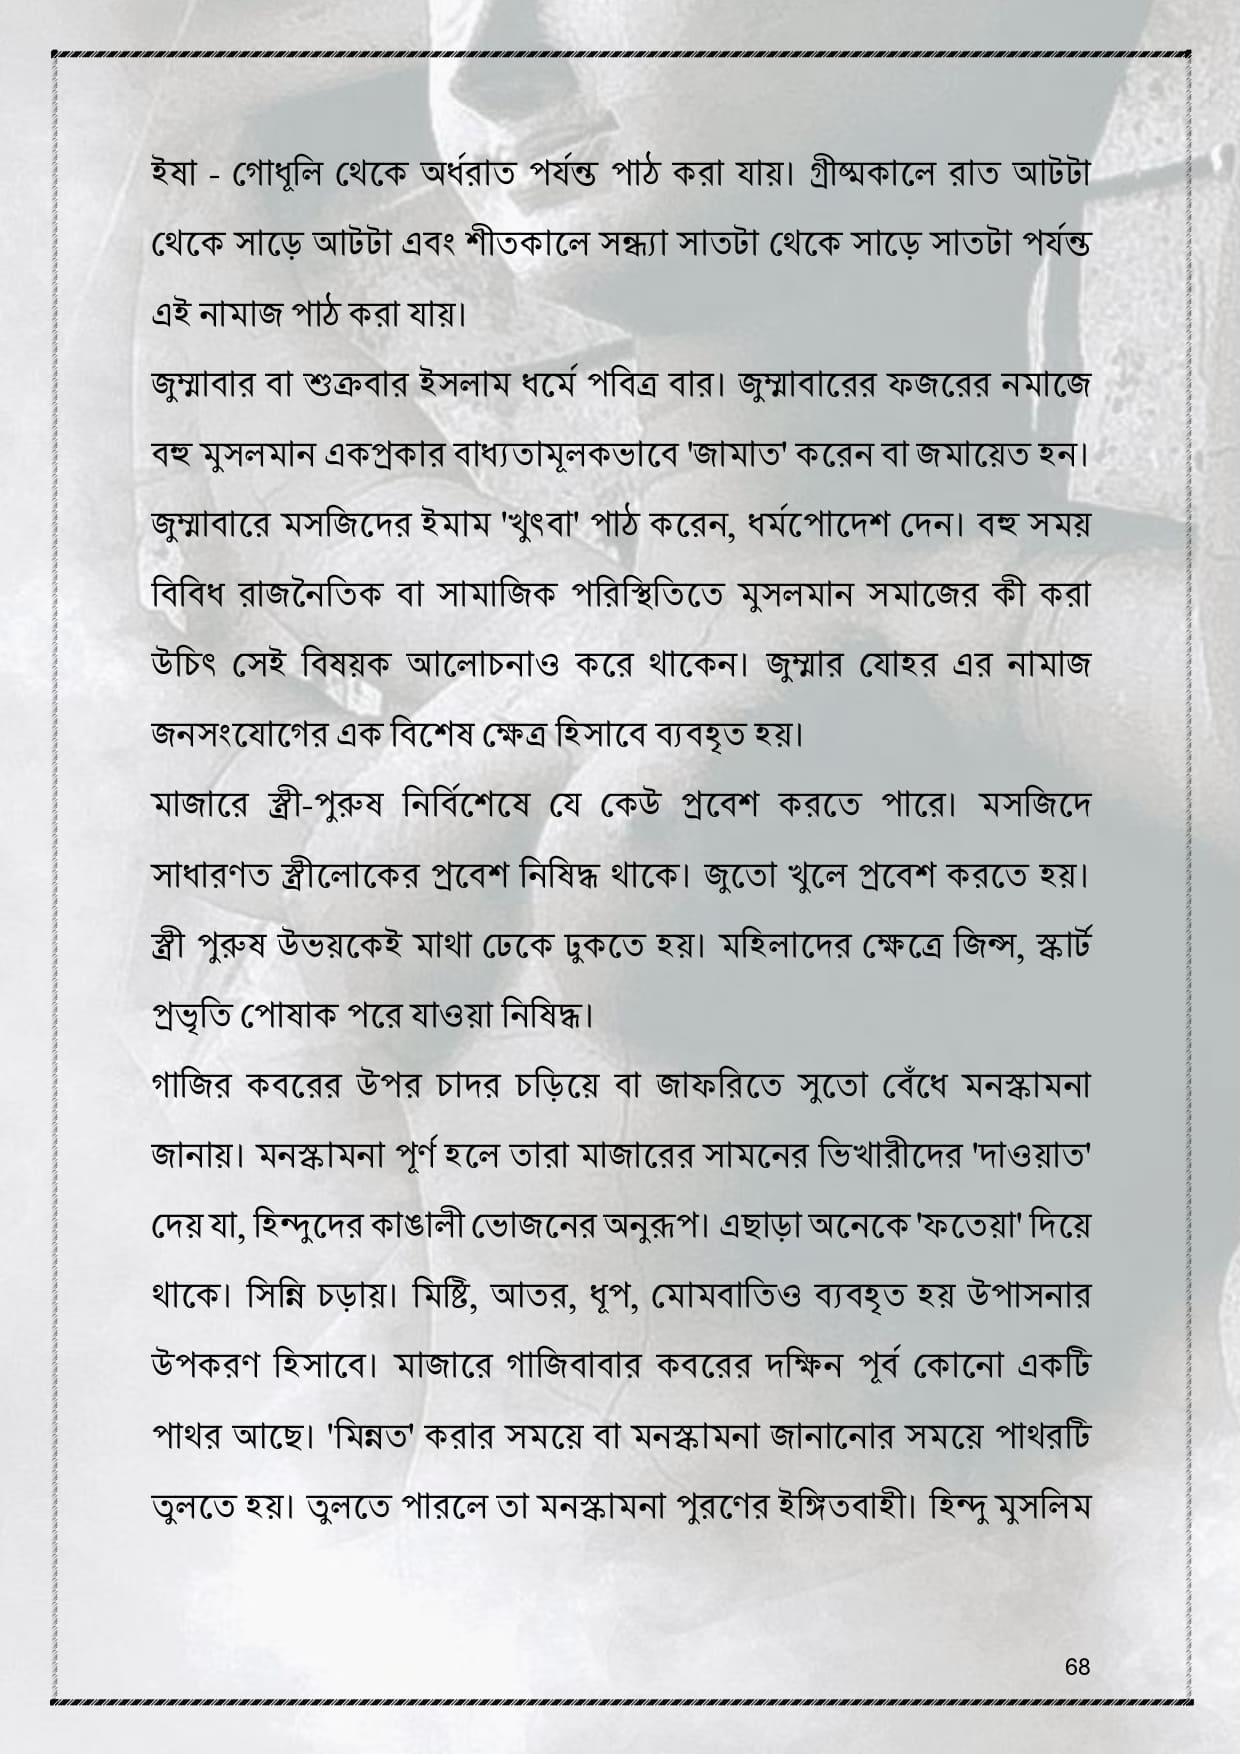 ইষা - গোধূলি থেকে অর্ধরাত পর্যন্ত পাঠ করা যায়। গ্রীষ্মকালে রাত আটটা
থেকে সাড়ে আটটা এবং শীতকালে সন্ধ্যা সাতটা থেকে সাড়ে সাতটা পর্যন্ত
এই নামাজ পাঠ করা যায়।
জুম্মাবার বা শুক্রবার ইসলাম ধর্মে পবিত্র বার। জুম্মাবারের ফজরের নমাজে
বহু মুসলমান একপ্রকার বাধ্যতামূলকভাবে 'জামাত' করেন বা জমায়েত হন।
জুম্মাবারে মসজিদের ইমাম 'খুৎবা' পাঠ করেন, ধর্মপোদেশ দেন। বহু সময়
বিবিধ রাজনৈতিক বা সামাজিক পরিস্থিতিতে মুসলমান সমাজের কী করা
উচিৎ সেই বিষয়ক আলোচনাও করে থাকেন। জুম্মার যোহর এর নামাজ
জনসংযোগের এক বিশেষ ক্ষেত্র হিসাবে ব্যবহৃত হয়।
মাজারে স্ত্রী-পুরুষ নির্বিশেষে যে কেউ প্রবেশ করতে পারে। মসজিদে
সাধারণত স্ত্রীলোকের প্রবেশ নিষিদ্ধ থাকে। জুতো খুলে প্রবেশ করতে হয়।
স্ত্রী পুরুষ উভয়কেই মাথা ঢেকে ঢুকতে হয়। মহিলাদের ক্ষেত্রে জিন্স, স্কার্ট
প্রভৃতি পোষাক পরে যাওয়া নিষিদ্ধ।
গাজির কবরের উপর চাদর চড়িয়ে বা জাফরিতে সুতো বেঁধে মনস্কামনা
জানায়। মনস্কামনা পূর্ণ হলে তারা মাজারের সামনের ভিখারীদের 'দাওয়াত'
দেয় যা, হিন্দুদের কাঙালী ভোজনের অনুরূপ। এছাড়া অনেকে 'ফতেয়া' দিয়ে
থাকে। সিন্নি চড়ায়। মিষ্টি, আতর, ধূপ, মোমবাতিও ব্যবহৃত হয় উপাসনার
উপকরণ হিসাবে। মাজারে গাজিবাবার কবরের দক্ষিন পূর্ব কোনো একটি
পাথর আছে। 'মিন্নত' করার সময়ে বা মনস্কামনা জানানোর সময়ে পাথরটি
তুলতে হয়। তুলতে পারলে তা মনস্কামনা পুরণের ইঙ্গিতবাহী। হিন্দু মুসলিম
68